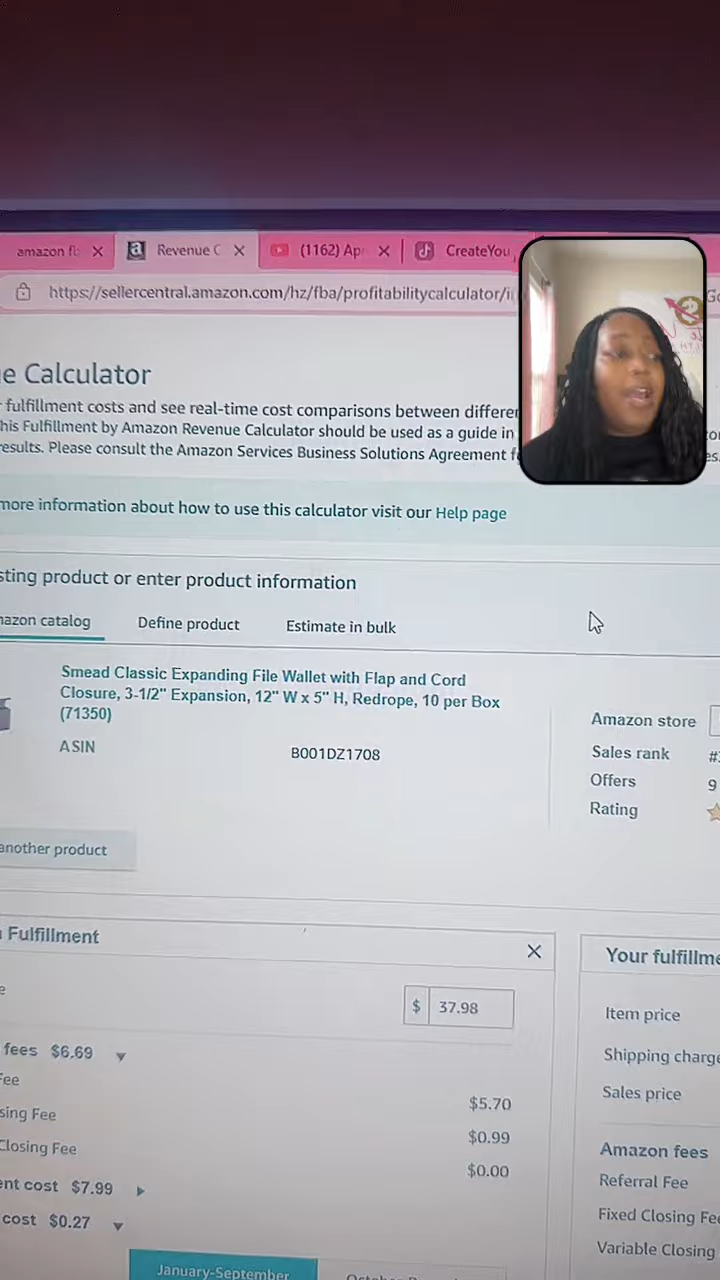 amazon fl
Revenue C
(1162) Ap
CreateYou
https://sellercentral.amazon.com/hz/fba/profitabilitycalculator/i
e Calculator
fulfillment costs and see real-time cost comparisons between differen
his Fulfillment by Amazon Revenue Calculator should be used as a guide in
results. Please consult the Amazon Services Business Solutions Agreement f
more information about how to use this calculator visit our Help page
sting product or enter product information
mazon catalog Define product Estimate in bulk
Smead Classic Expanding File Wallet with Flap and Cord
Closure, 3-1/2" Expansion, 12" W x 5" H, Redrope, 10 per Box
(71350)
ASIN B001DZ1708
Amazon store
Sales rank #
Offers 9
Rating
another product
Fulfillment
$ 37.98
fees $6.69
Fee $5.70
sing Fee $0.99
Closing Fee $0.00
ent cost $7.99
cost $0.27
January-September
Your fulfillme
Item price
Shipping charge
Sales price
Amazon fees
Referral Fee
Fixed Closing Fee
Variable Closing